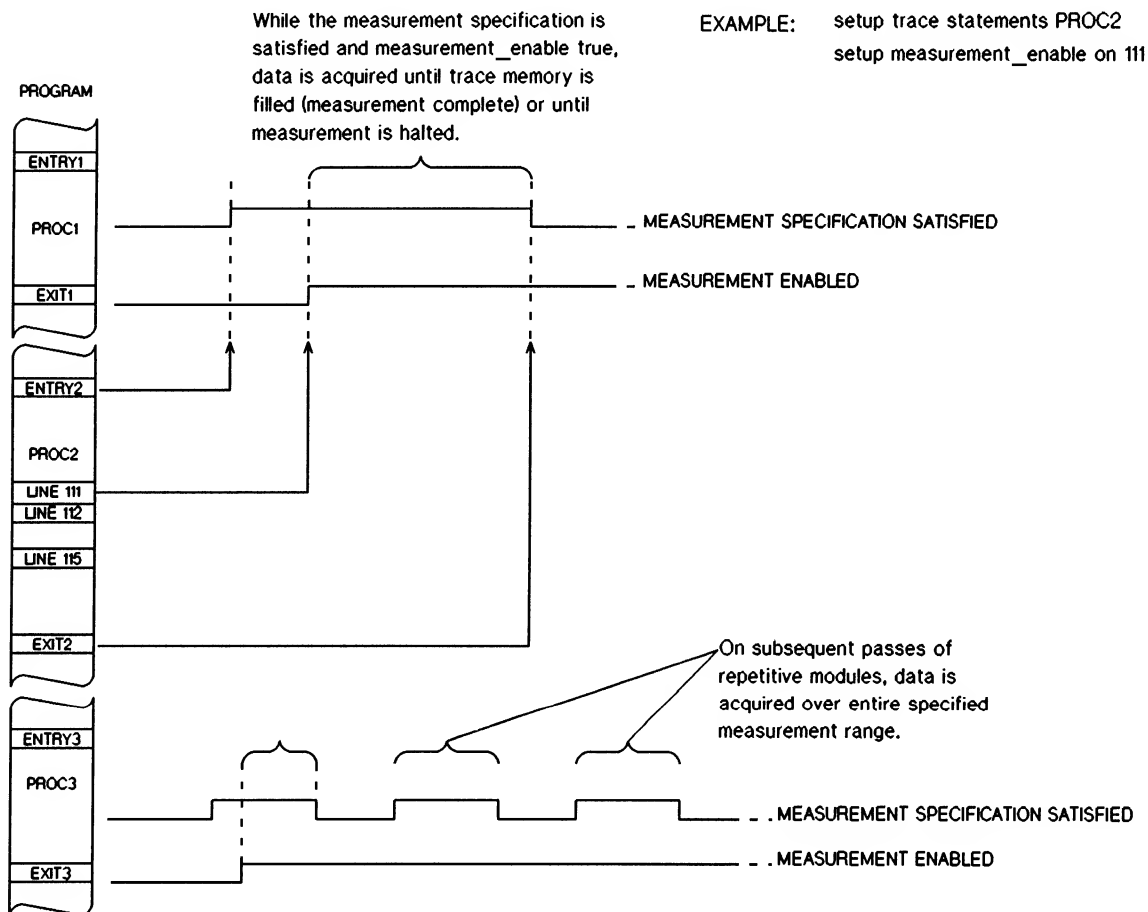 While the measurement specification is
satisfied and measurement_enable true,
data is acquired until trace memory is
filled (measurement complete) or until
measurement is halted.
EXAMPLE: setup trace statements PROC2
setup measurement_enable on 111
PROGRAM
ENTRY1
PROC1
MEASUREMENT SPECIFICATION SATISFIED
MEASUREMENT ENABLED
EXIT1
ENTRY2
PROC2
LINE 111
LINE 112
LINE 115
EXIT2
On subsequent passes of
repetitive modules, data is
acquired over entire specified
measurement range.
ENTRY3
PROC3
MEASUREMENT SPECIFICATION SATISFIED
MEASUREMENT ENABLED
EXIT3